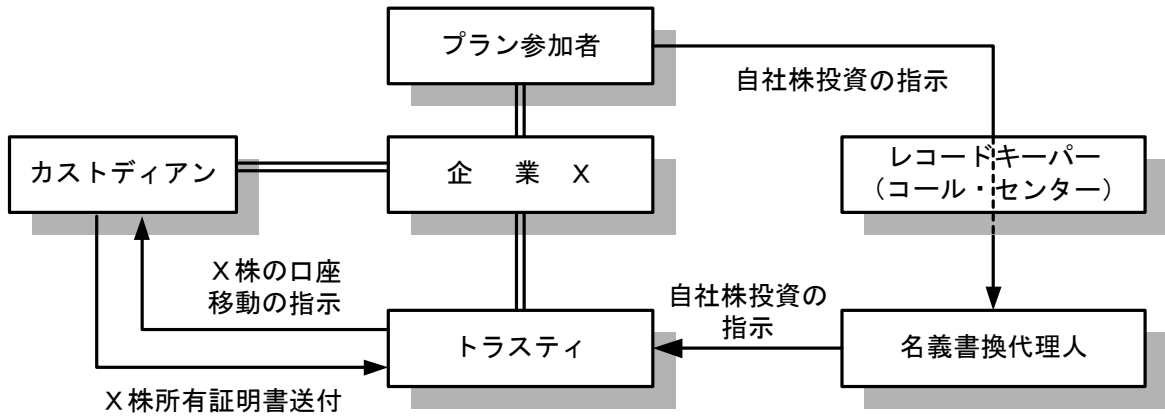 プラン参加者
自社株投資の指示
カストディアン
企　業　X
レコードキーパー
（コール・センター）
X株の口座
移動の指示
自社株投資の
指示
トラスティ
名義書換代理人
X株所有証明書送付